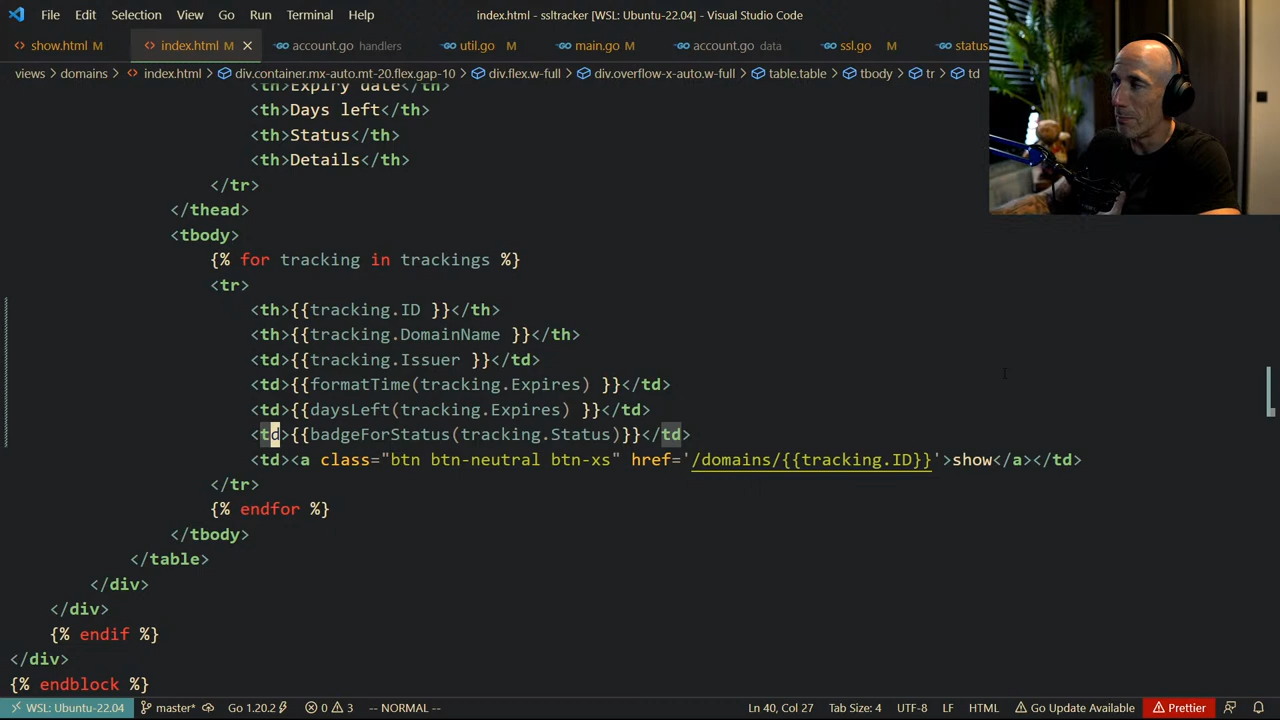 File Edit Selection View Go Run Terminal Help
index.html - ssltracker [WSL: Ubuntu-22.04] - Visual Studio Code
<> show.html M <> index.html M × account.go handlers util.go M main.go M account.go data ssl.go M status
views > domains > <> index.html > div.container.mx-auto.mt-20.flex.gap-10 > div.flex.w-full > div.overflow-x-auto.w-full > table.table > tbody > tr > td
<th>Expiry date</th>
<th>Days left</th>
<th>Status</th>
<th>Details</th>
</tr>
</thead>
<tbody>
{% for tracking in trackings %}
<tr>
<th>{{tracking.ID }}</th>
<th>{{tracking.DomainName }}</th>
<td>{{tracking.Issuer }}</td>
<td>{{formatTime(tracking.Expires) }}</td>
<td>{{daysLeft(tracking.Expires) }}</td>
<td>{{badgeForStatus(tracking.Status)}}</td>
<td><a class="btn btn-neutral btn-xs" href='/domains/{{tracking.ID}}'>show</a></td>
</tr>
{% endfor %}
</tbody>
</table>
</div>
</div>
{% endif %}
</div>
{% endblock %}
WSL: Ubuntu-22.04 master* Go 1.20.2 0 3 -- NORMAL -- Ln 40, Col 27 Tab Size: 4 UTF-8 LF HTML Go Update Available Prettier